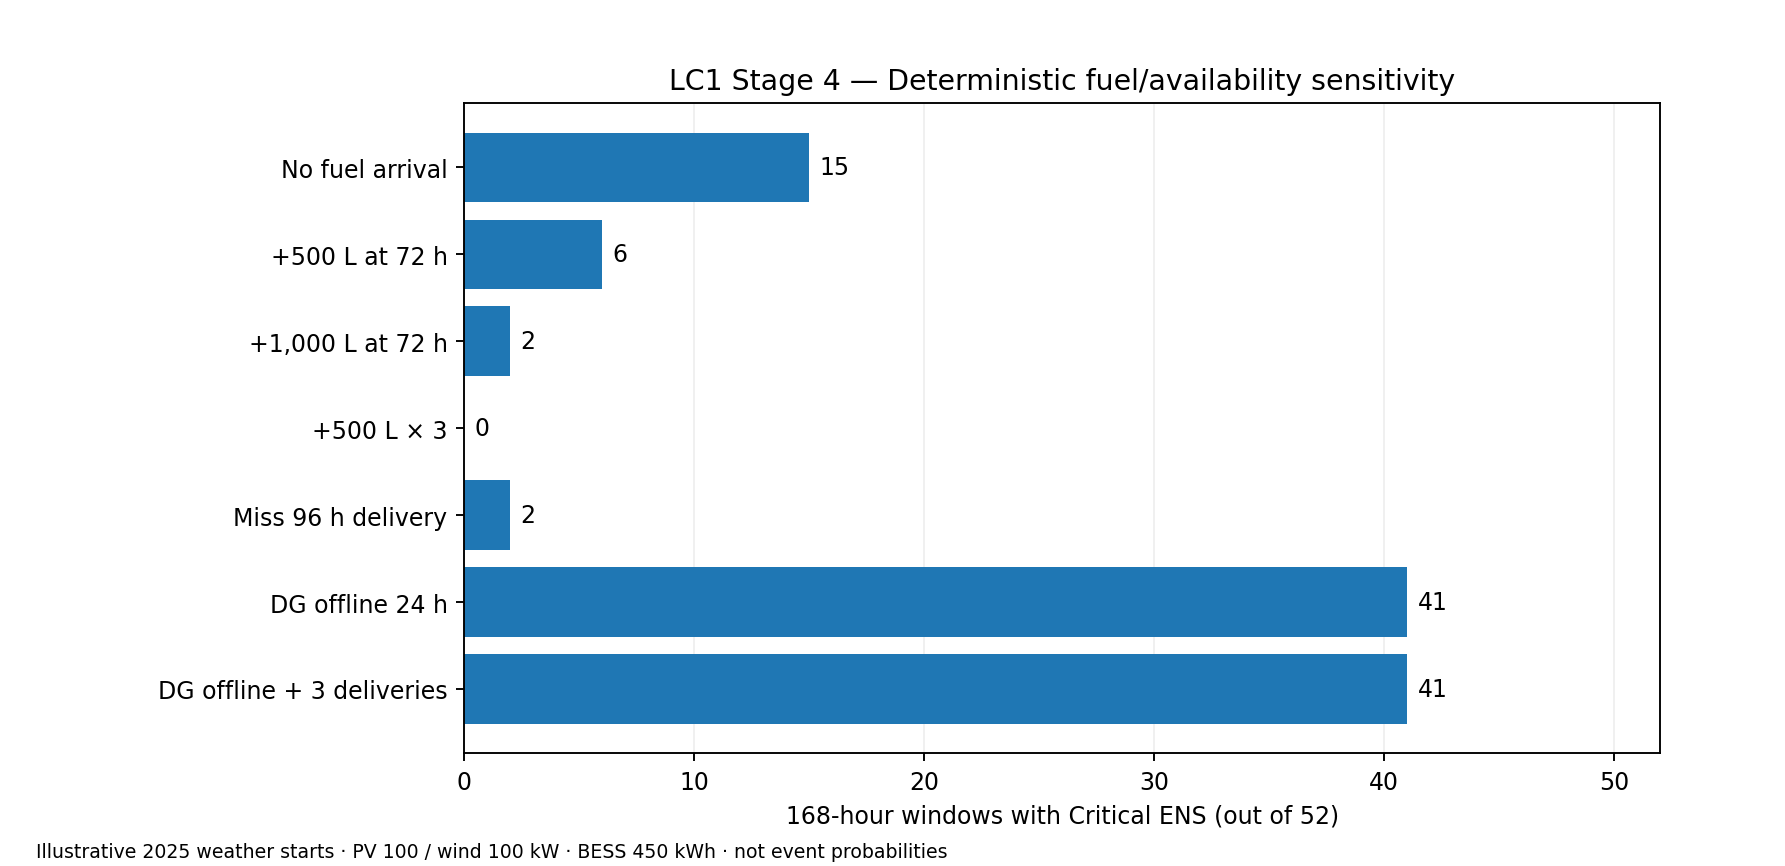 LC1 Stage 4 — Deterministic fuel/availability sensitivity
No fuel arrival
15
+500 L at 72 h
6
+1,000 L at 72 h
2
+500 L × 3
0
Miss 96 h delivery
2
DG offline 24 h
41
DG offline + 3 deliveries
41
0 10 20 30 40 50
168-hour windows with Critical ENS (out of 52)
Illustrative 2025 weather starts · PV 100 / wind 100 kW · BESS 450 kWh · not event probabilities